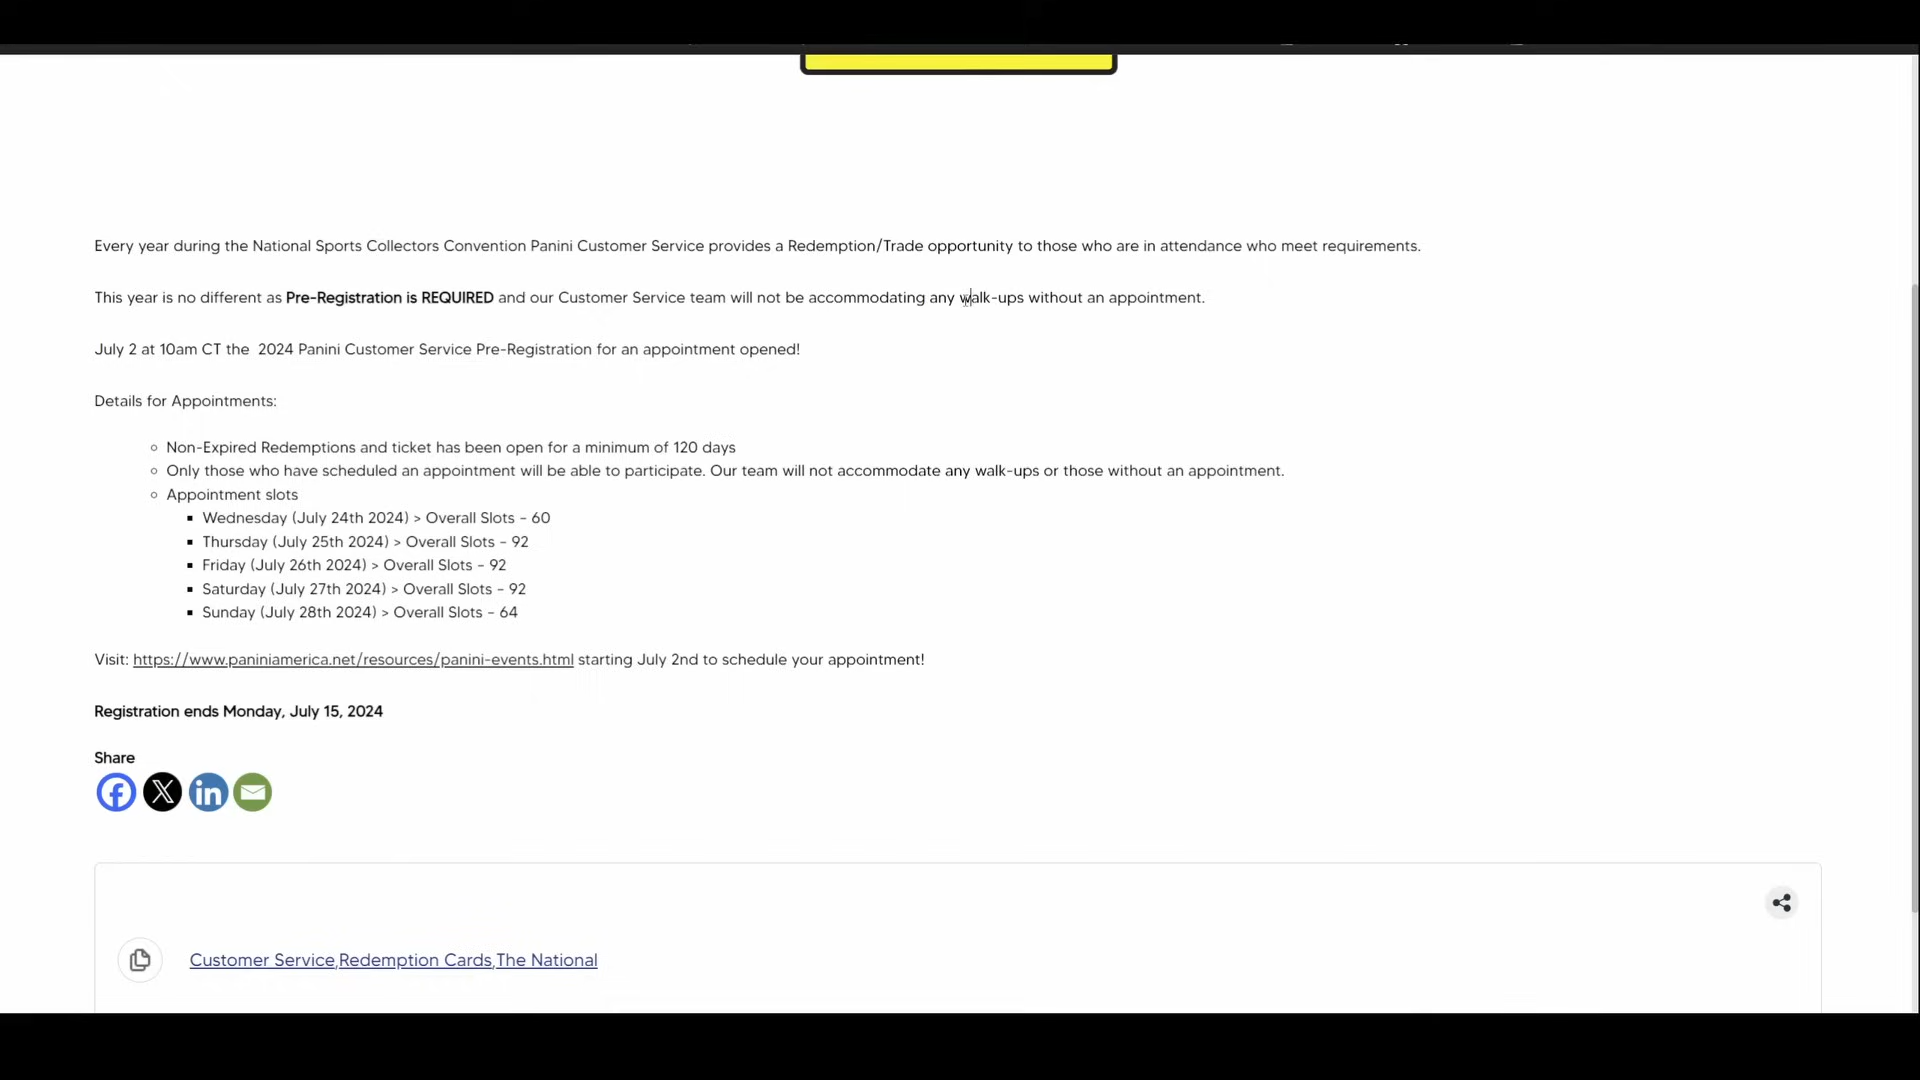 Every year during the National Sports Collectors Convention Panini Customer Service provides a Redemption/Trade opportunity to those who are in attendance who meet requirements.
This year is no different as Pre-Registration is REQUIRED and our Customer Service team will not be accommodating any walk-ups without an appointment.
July 2 at 10am CT the 2024 Panini Customer Service Pre-Registration for an appointment opened!
Details for Appointments:
Non-Expired Redemptions and ticket has been open for a minimum of 120 days
Only those who have scheduled an appointment will be able to participate. Our team will not accommodate any walk-ups or those without an appointment.
Appointment slots
Wednesday (July 24th 2024) > Overall Slots – 60
Thursday (July 25th 2024) > Overall Slots – 92
Friday (July 26th 2024) > Overall Slots – 92
Saturday (July 27th 2024) > Overall Slots – 92
Sunday (July 28th 2024) > Overall Slots – 64
Visit: https://www.paniniamerica.net/resources/panini-events.html starting July 2nd to schedule your appointment!
Registration ends Monday, July 15, 2024
Share
Customer Service,Redemption Cards,The National